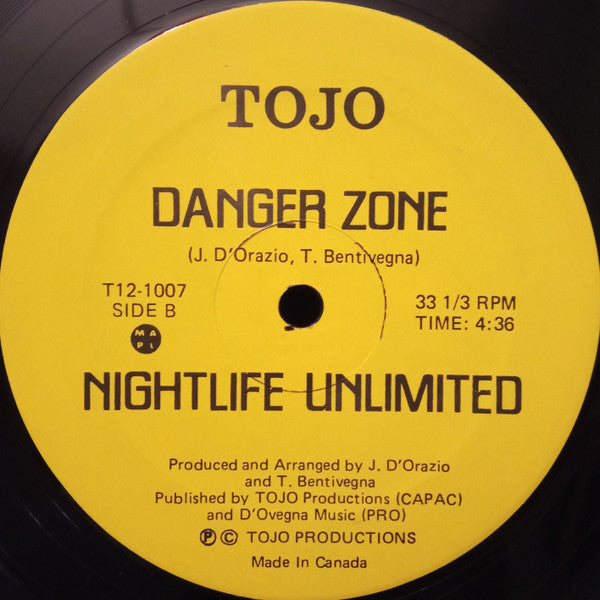 TOJO
DANGER ZONE
(J. D'Orazio, T. Bentivegna)
T12-1007
SIDE B
MA
PL
33 1/3 RPM
TIME: 4:36
NIGHTLIFE UNLIMITED
Produced and Arranged by J. D'Orazio
and T. Bentivegna
Published by TOJO Productions (CAPAC)
and D'Ovegna Music (PRO)
Ⓟ © TOJO PRODUCTIONS
Made In Canada